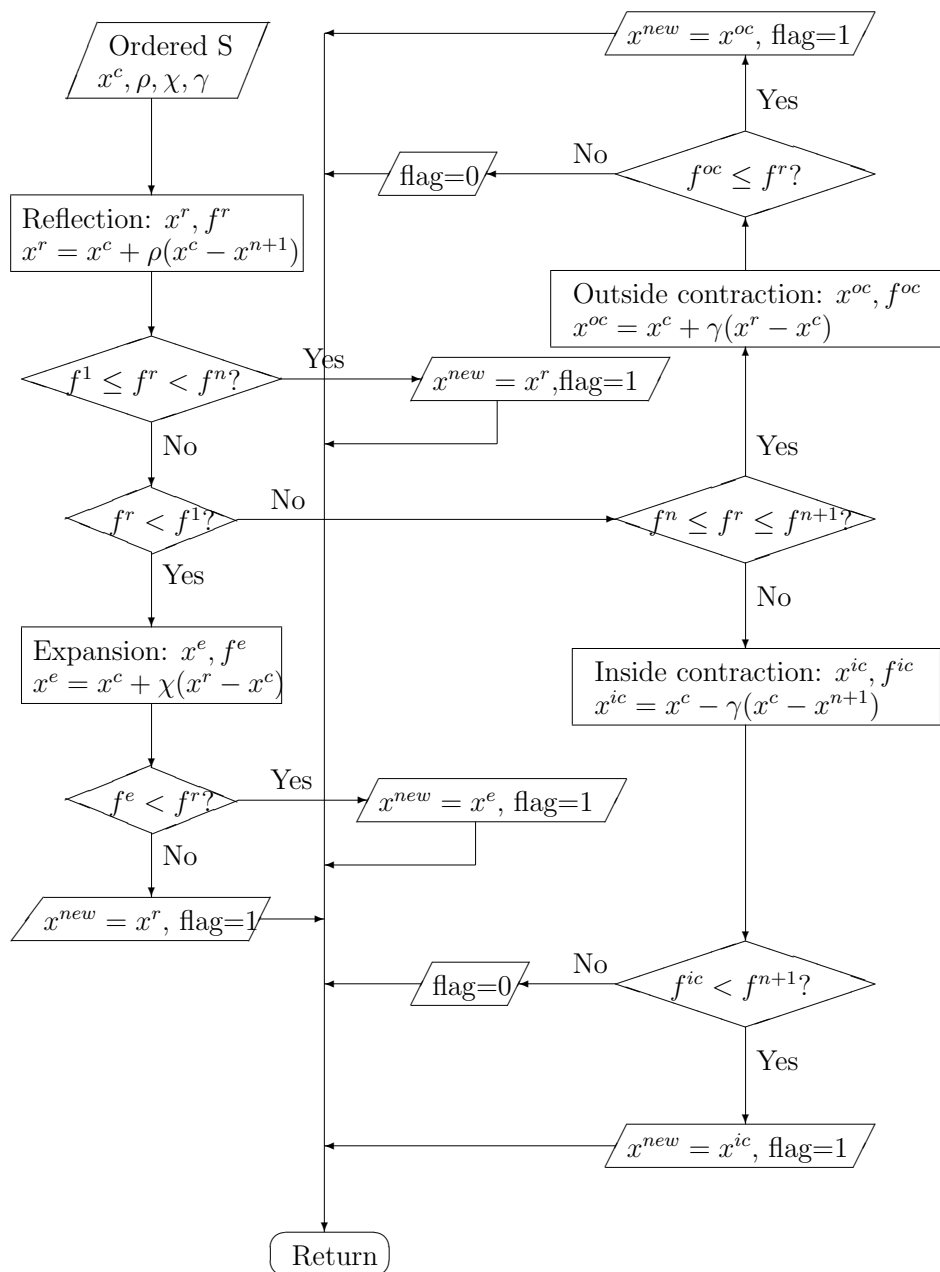 Ordered S
x^c, ρ, χ, γ
Reflection: x^r, f^r
x^r = x^c + ρ(x^c − x^{n+1})
f^1 ≤ f^r < f^n?
Yes
x^{new} = x^r,flag=1
No
f^r < f^1?
No
Yes
Expansion: x^e, f^e
x^e = x^c + χ(x^r − x^c)
f^e < f^r?
Yes
x^{new} = x^e, flag=1
No
x^{new} = x^r, flag=1
x^{new} = x^{oc}, flag=1
Yes
f^{oc} ≤ f^r?
No
flag=0
Outside contraction: x^{oc}, f^{oc}
x^{oc} = x^c + γ(x^r − x^c)
Yes
f^n ≤ f^r ≤ f^{n+1}?
No
Inside contraction: x^{ic}, f^{ic}
x^{ic} = x^c − γ(x^c − x^{n+1})
f^{ic} < f^{n+1}?
No
flag=0
Yes
x^{new} = x^{ic}, flag=1
Return